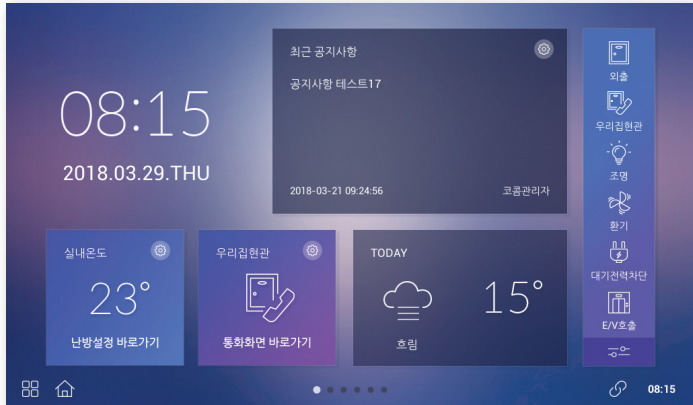 최근 공지사항
공지사항 테스트17
08:15
2018.03.29.THU
2018-03-21 09:24:56 코콤관리자
외출
우리집현관
조명
환기
대기전력차단
E/V호출
실내온도
23°
난방설정 바로가기
우리집현관
통화화면 바로가기
TODAY
15°
흐림
08:15